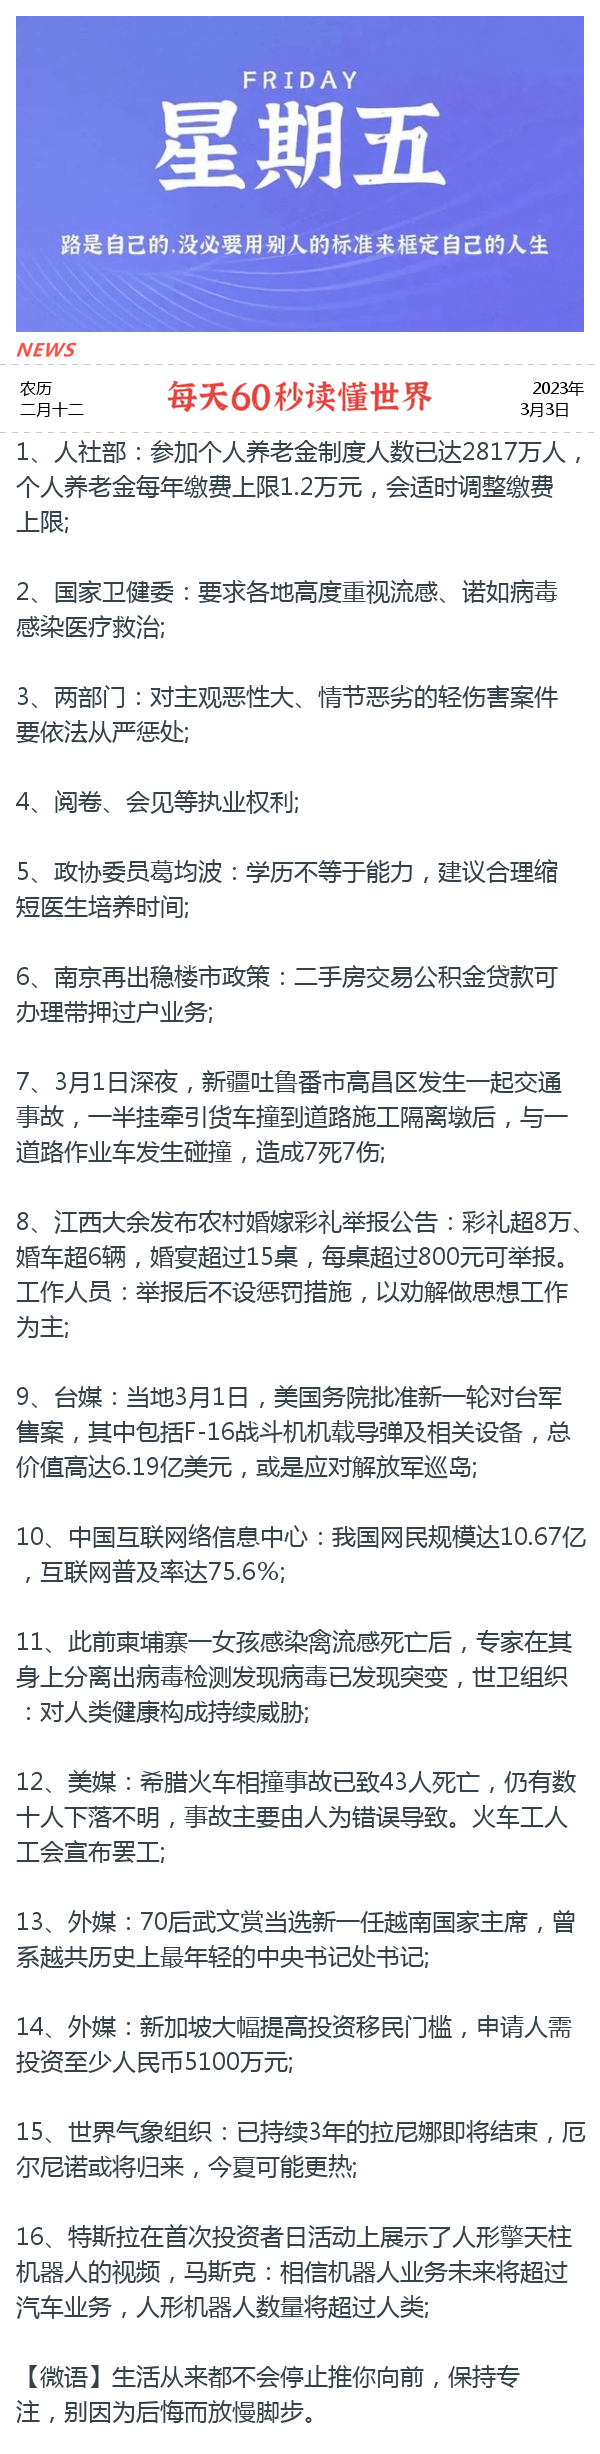 FRIDAY
星期五
路是自己的,没必要用别人的标准来框定自己的人生
NEWS
农历
二月十二
每天60秒读懂世界
2023年
3月3日
1、人社部：参加个人养老金制度人数已达2817万人，
个人养老金每年缴费上限1.2万元，会适时调整缴费
上限;
2、国家卫健委：要求各地高度重视流感、诺如病毒
感染医疗救治;
3、两部门：对主观恶性大、情节恶劣的轻伤害案件
要依法从严惩处;
4、阅卷、会见等执业权利;
5、政协委员葛均波：学历不等于能力，建议合理缩
短医生培养时间;
6、南京再出稳楼市政策：二手房交易公积金贷款可
办理带押过户业务;
7、3月1日深夜，新疆吐鲁番市高昌区发生一起交通
事故，一半挂牵引货车撞到道路施工隔离墩后，与一
道路作业车发生碰撞，造成7死7伤;
8、江西大余发布农村婚嫁彩礼举报公告：彩礼超8万、
婚车超6辆，婚宴超过15桌，每桌超过800元可举报。
工作人员：举报后不设惩罚措施，以劝解做思想工作
为主;
9、台媒：当地3月1日，美国务院批准新一轮对台军
售案，其中包括F-16战斗机机载导弹及相关设备，总
价值高达6.19亿美元，或是应对解放军巡岛;
10、中国互联网络信息中心：我国网民规模达10.67亿
，互联网普及率达75.6%;
11、此前柬埔寨一女孩感染禽流感死亡后，专家在其
身上分离出病毒检测发现病毒已发现突变，世卫组织
：对人类健康构成持续威胁;
12、美媒：希腊火车相撞事故已致43人死亡，仍有数
十人下落不明，事故主要由人为错误导致。火车工人
工会宣布罢工;
13、外媒：70后武文赏当选新一任越南国家主席，曾
系越共历史上最年轻的中央书记处书记;
14、外媒：新加坡大幅提高投资移民门槛，申请人需
投资至少人民币5100万元;
15、世界气象组织：已持续3年的拉尼娜即将结束，厄
尔尼诺或将归来，今夏可能更热;
16、特斯拉在首次投资者日活动上展示了人形擎天柱
机器人的视频，马斯克：相信机器人业务未来将超过
汽车业务，人形机器人数量将超过人类;
【微语】生活从来都不会停止推你向前，保持专
注，别因为后悔而放慢脚步。